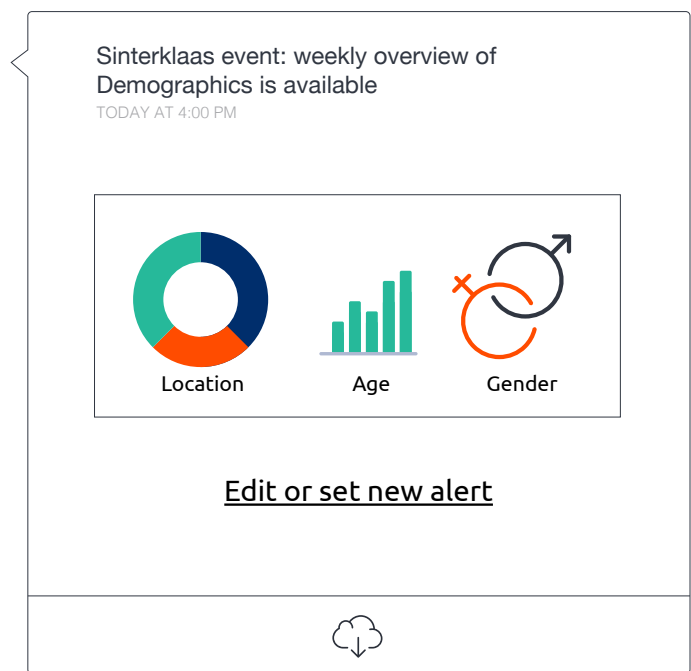 Sinterklaas event: weekly overview of
Demographics is available
TODAY AT 4:00 PM
Location Age Gender
Edit or set new alert